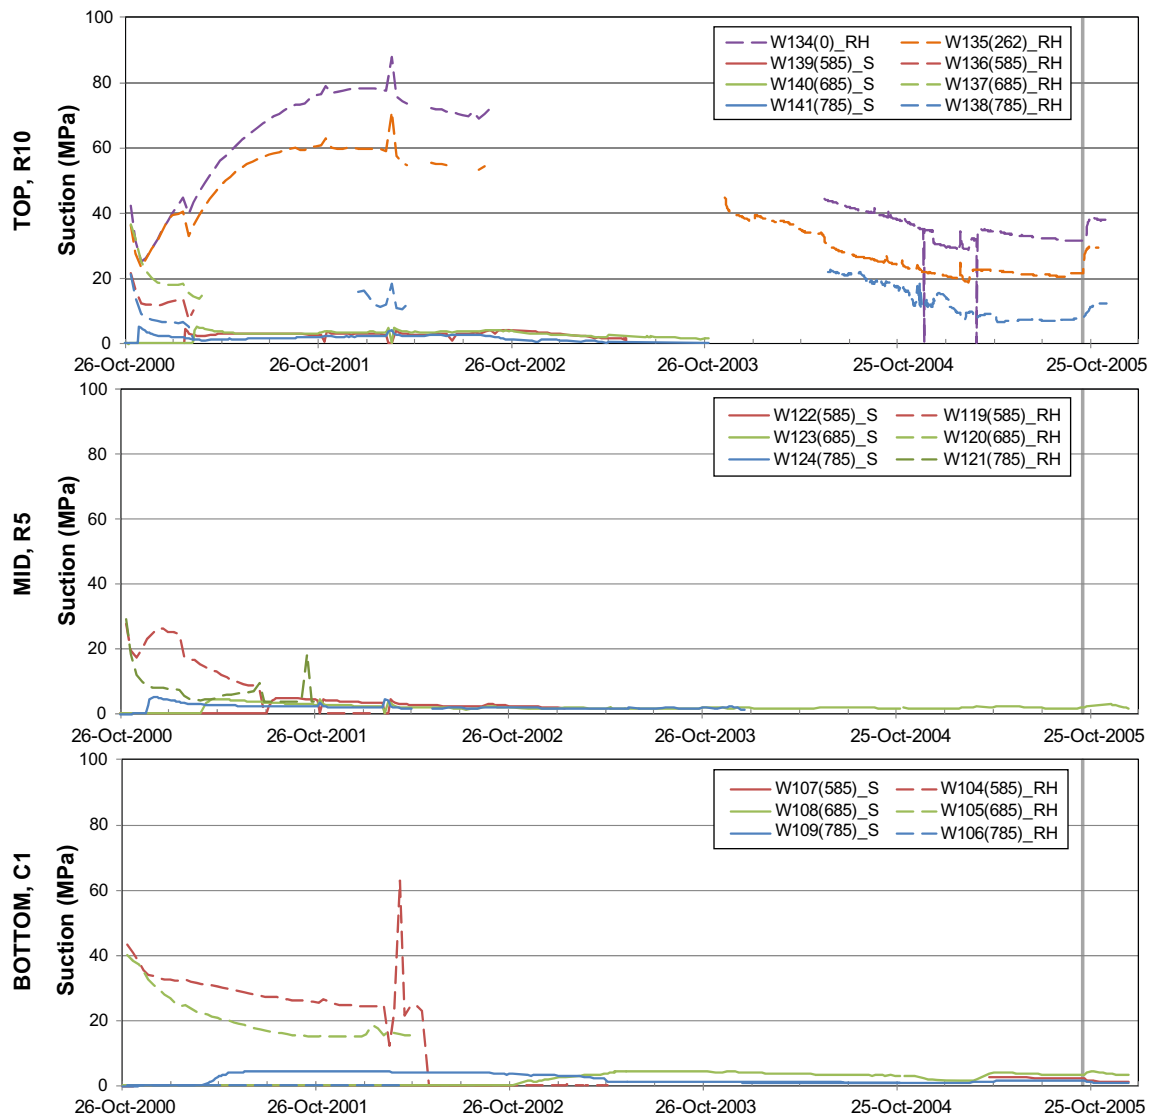 TOP, R10
Suction (MPa)
100
80
60
40
20
0
W134(0)_RH W135(262)_RH
W139(585)_S W136(585)_RH
W140(685)_S W137(685)_RH
W141(785)_S W138(785)_RH
26-Oct-2000 26-Oct-2001 26-Oct-2002 26-Oct-2003 25-Oct-2004 25-Oct-2005
MID, R5
Suction (MPa)
100
80
60
40
20
0
W122(585)_S W119(585)_RH
W123(685)_S W120(685)_RH
W124(785)_S W121(785)_RH
26-Oct-2000 26-Oct-2001 26-Oct-2002 26-Oct-2003 25-Oct-2004 25-Oct-2005
BOTTOM, C1
Suction (MPa)
100
80
60
40
20
0
W107(585)_S W104(585)_RH
W108(685)_S W105(685)_RH
W109(785)_S W106(785)_RH
26-Oct-2000 26-Oct-2001 26-Oct-2002 26-Oct-2003 25-Oct-2004 25-Oct-2005